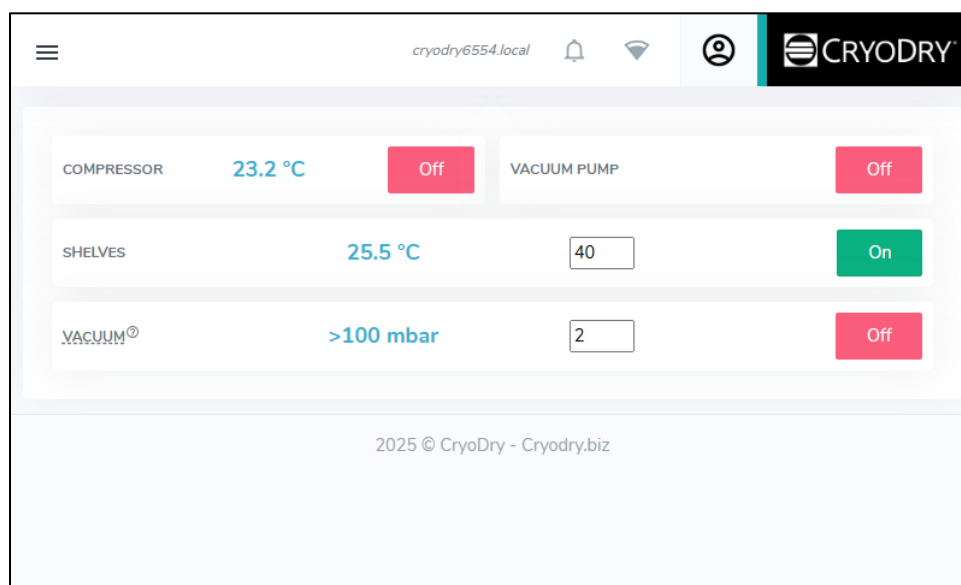 cryodry6554.local
CRYODRY
COMPRESSOR 23.2 °C Off
VACUUM PUMP Off
SHELVES 25.5 °C 40 On
VACUUM >100 mbar 2 Off
2025 © CryoDry - Cryodry.biz